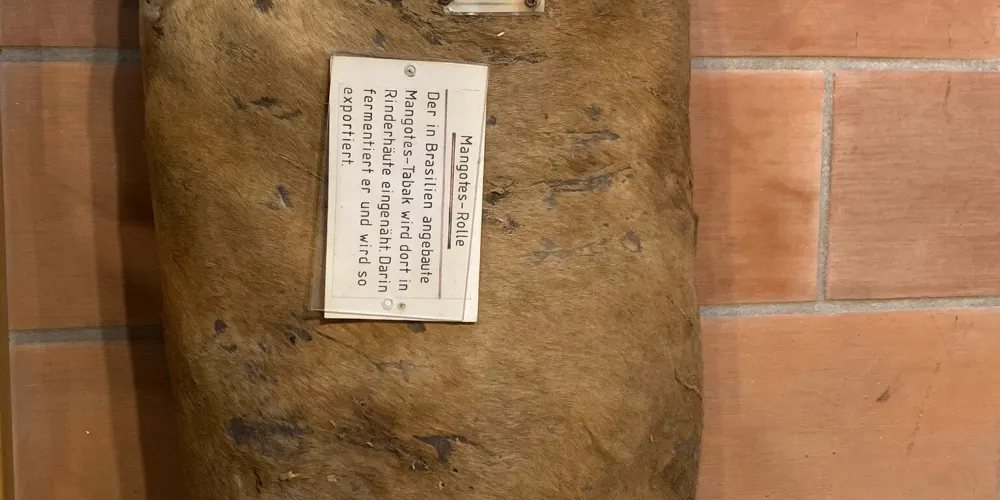 Mangotes-Rolle
Der in Brasilien angebaute
Mangotes-Tabak wird dort in
Rinderhäute eingenäht. Darin
fermentiert er und wird so
exportiert.